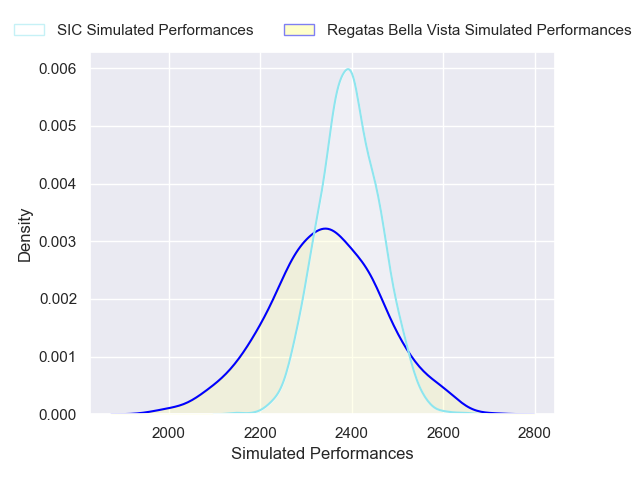 SIC Simulated Performances
Regatas Bella Vista Simulated Performances
0.006
0.005
0.004
0.003
0.002
0.001
0.000
Density
2000 2200 2400 2600 2800
Simulated Performances